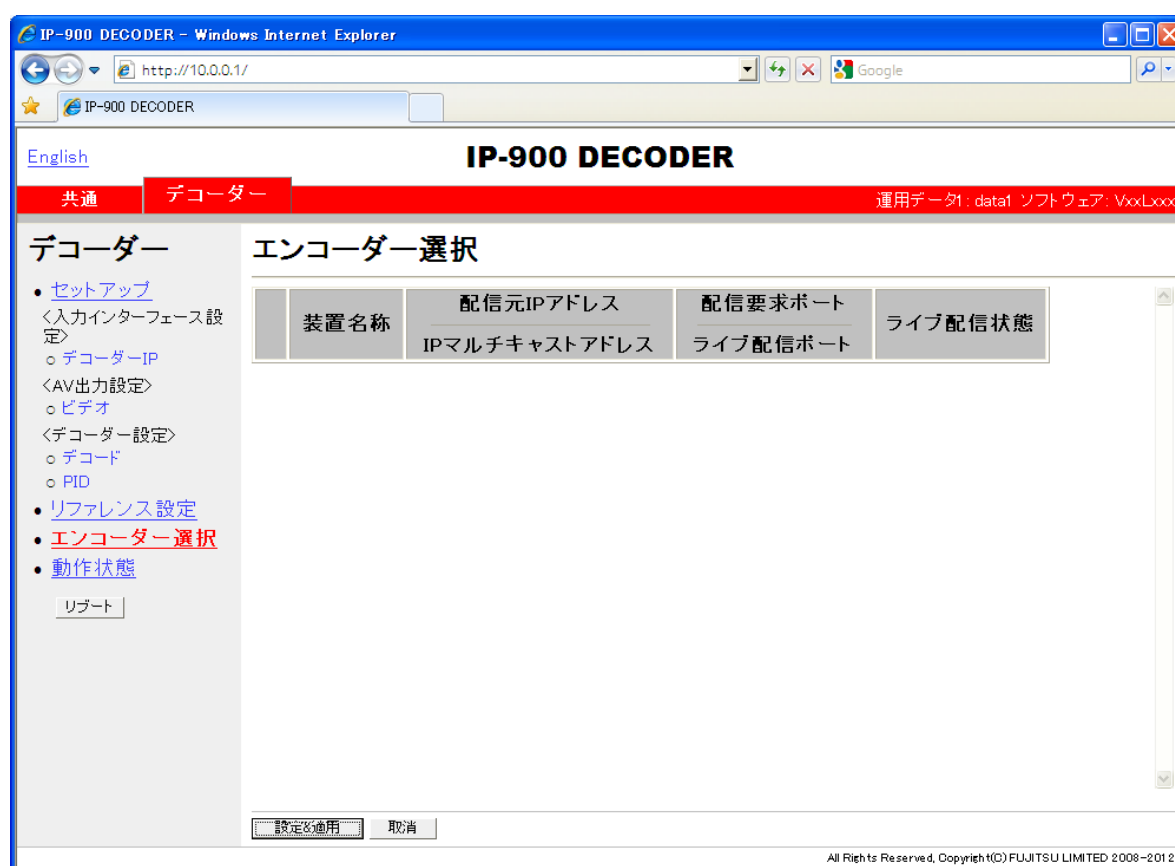 IP-900 DECODER - Windows Internet Explorer
http://10.0.0.1/
Google
IP-900 DECODER
English
IP-900 DECODER
共通
デコーダー
運用データ1: data1 ソフトウェア: VxxLxxx
デコーダー
セットアップ
<入力インターフェース設
定>
デコーダーIP
<AV出力設定>
ビデオ
<デコーダー設定>
デコード
PID
リファレンス設定
エンコーダー選択
動作状態
リブート
エンコーダー選択
装置名称
配信元IPアドレス
IPマルチキャストアドレス
配信要求ポート
ライブ配信ポート
ライブ配信状態
設定&適用
取消
All Rights Reserved, Copyright(C) FUJITSU LIMITED 2008-2012